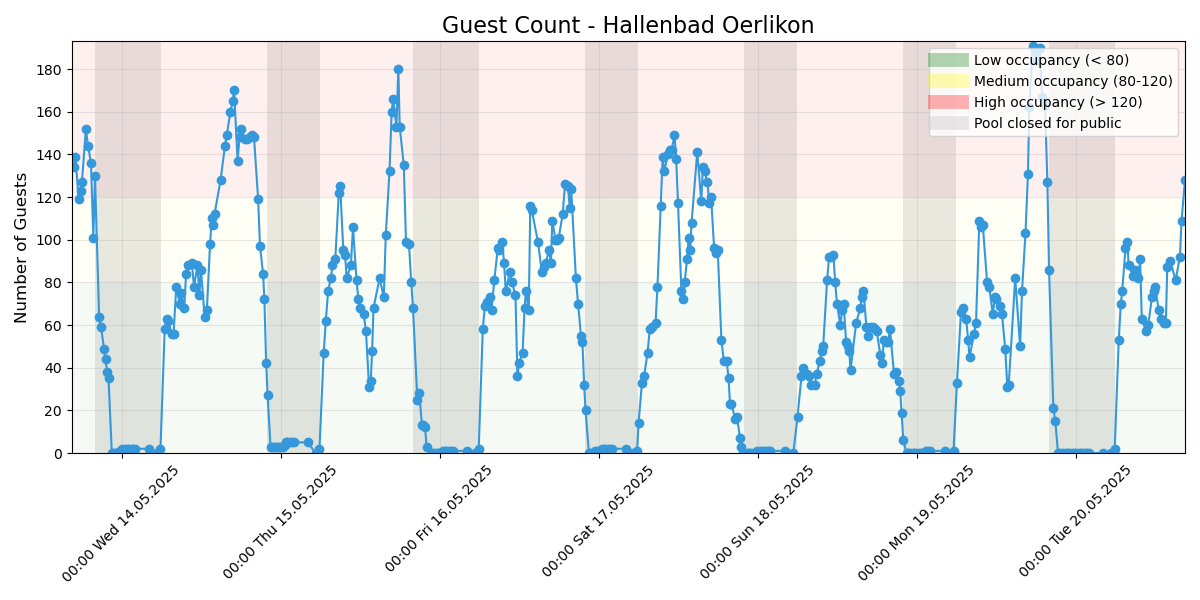 Guest Count - Hallenbad Oerlikon
Number of Guests
180
160
140
120
100
80
60
40
20
0
Low occupancy (< 80)
Medium occupancy (80-120)
High occupancy (> 120)
Pool closed for public
00:00 Wed 14.05.2025
00:00 Thu 15.05.2025
00:00 Fri 16.05.2025
00:00 Sat 17.05.2025
00:00 Sun 18.05.2025
00:00 Mon 19.05.2025
00:00 Tue 20.05.2025